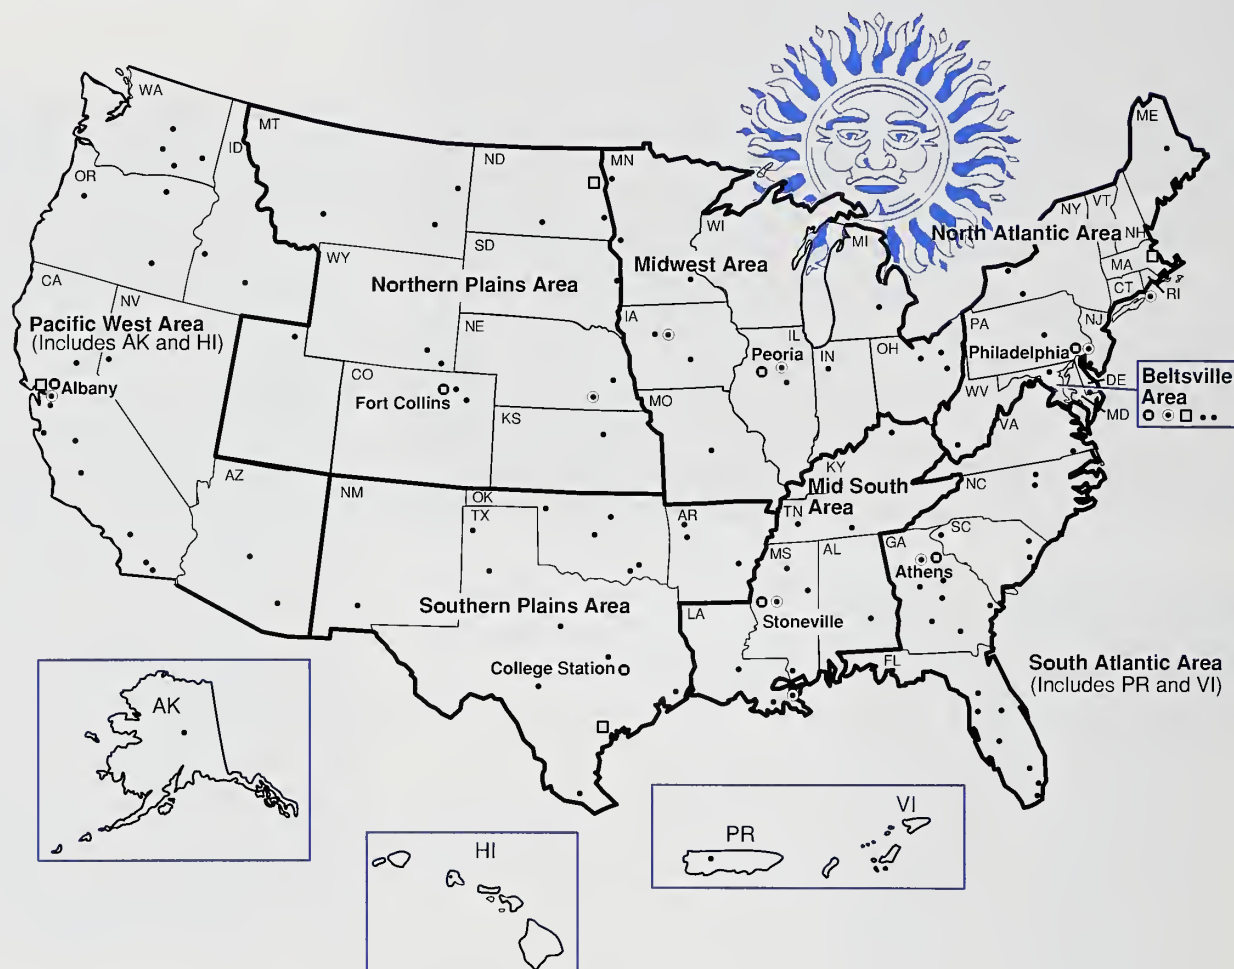 WA
MT
ND
MN
ME
ID
OR
VT
NY
WI
MI
NH
North Atlantic Area
SD
WY
Midwest Area
MA
CA
Northern Plains Area
CT
RI
NV
IA
NE
PA
NJ
Pacific West Area
(Includes AK and HI)
IL
IN
OH
Peoria
Philadelphia
CO
DE
Beltsville
Area
Albany
Fort Collins
MO
WV
MD
KS
VA
KY
AZ
NM
OK
Mid South
Area
NC
TX
AR
TN
SC
MS
AL
GA
Athens
Southern Plains Area
LA
Stoneville
College Station
FL
South Atlantic Area
(Includes PR and VI)
AK
VI
PR
HI